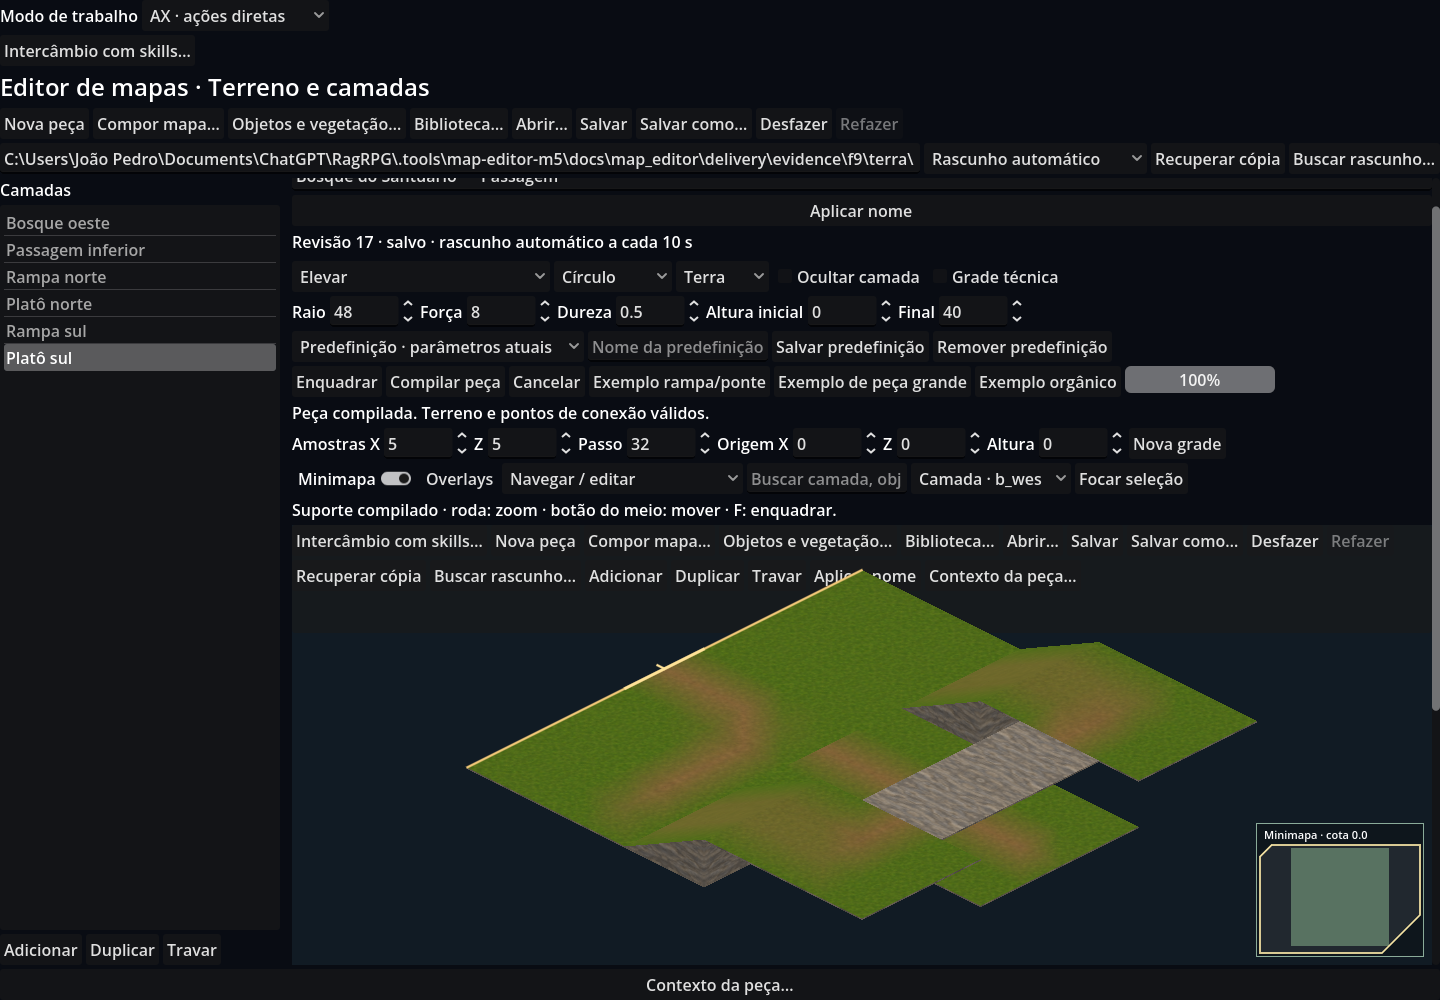 Modo de trabalho AX · ações diretas
Intercâmbio com skills...
Editor de mapas · Terreno e camadas
Nova peça Compor mapa... Objetos e vegetação... Biblioteca... Abrir... Salvar Salvar como... Desfazer Refazer
C:\Users\João Pedro\Documents\ChatGPT\RagRPG\.tools\map-editor-m5\docs\map_editor\delivery\evidence\f9\terra\ Rascunho automático Recuperar cópia Buscar rascunho...
Camadas
Bosque do Santuário Passagem
Bosque oeste
Passagem inferior
Rampa norte
Platô norte
Rampa sul
Platô sul
Aplicar nome
Revisão 17 · salvo · rascunho automático a cada 10 s
Elevar Círculo Terra Ocultar camada Grade técnica
Raio 48 Força 8 Dureza 0.5 Altura inicial 0 Final 40
Predefinição · parâmetros atuais Nome da predefinição Salvar predefinição Remover predefinição
Enquadrar Compilar peça Cancelar Exemplo rampa/ponte Exemplo de peça grande Exemplo orgânico 100%
Peça compilada. Terreno e pontos de conexão válidos.
Amostras X 5 Z 5 Passo 32 Origem X 0 Z 0 Altura 0 Nova grade
Minimapa Overlays Navegar / editar Buscar camada, obj Camada · b_wes Focar seleção
Suporte compilado · roda: zoom · botão do meio: mover · F: enquadrar.
Intercâmbio com skills... Nova peça Compor mapa... Objetos e vegetação... Biblioteca... Abrir... Salvar Salvar como... Desfazer Refazer
Recuperar cópia Buscar rascunho... Adicionar Duplicar Travar Aplicar nome Contexto da peça...
Minimapa · cota 0.0
Adicionar Duplicar Travar
Contexto da peça...